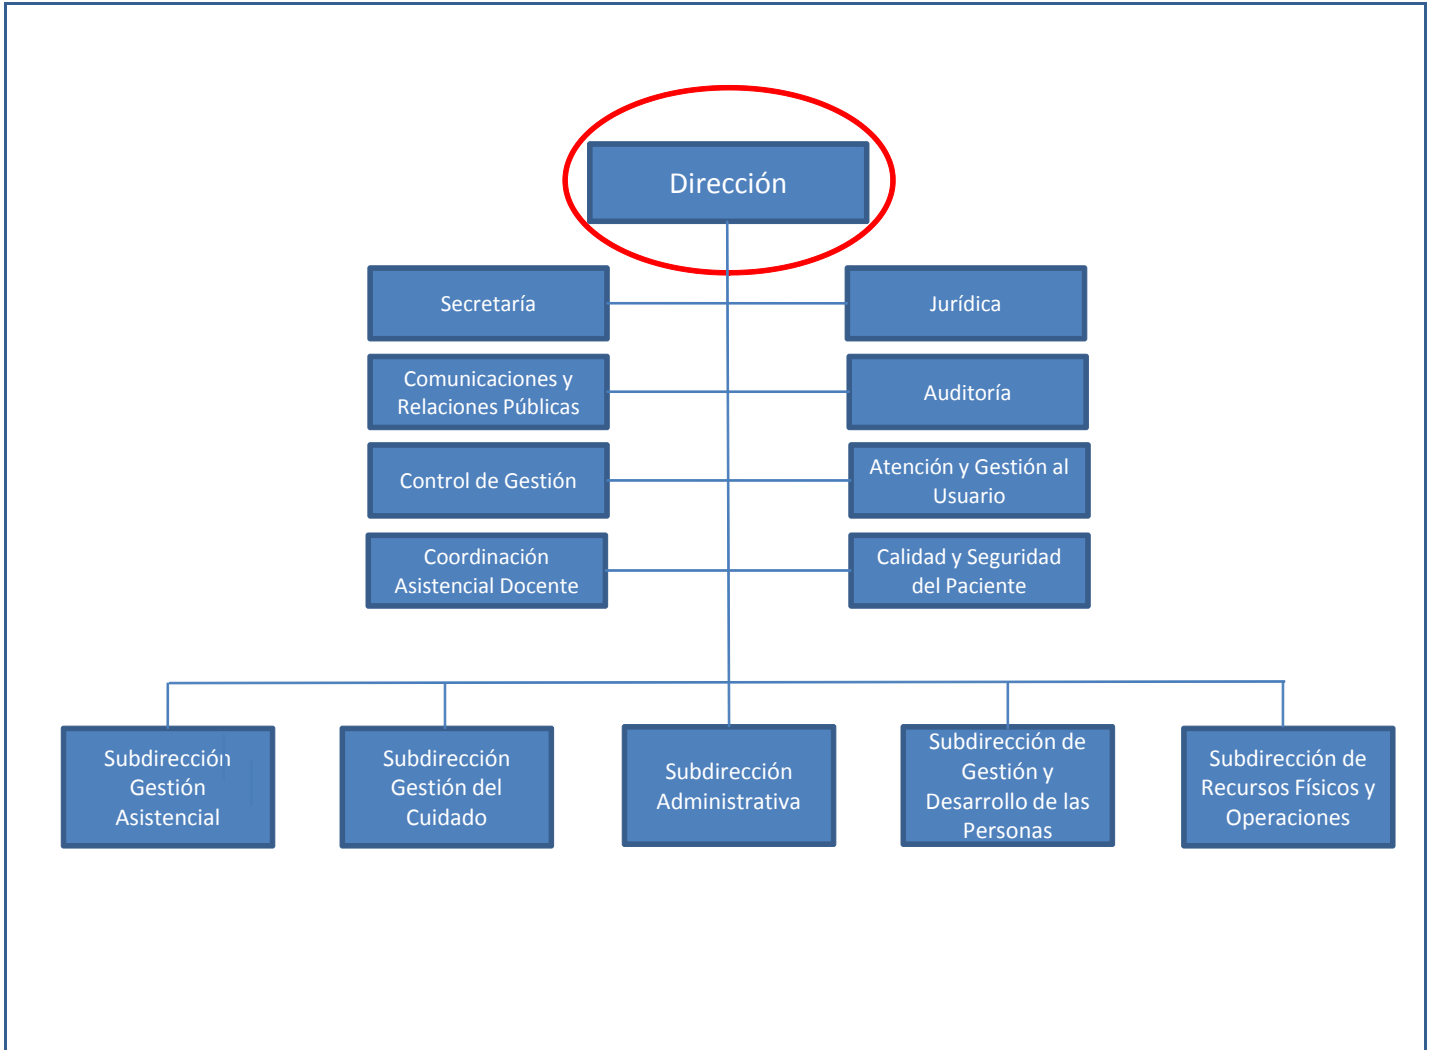 Dirección
Secretaría
Jurídica
Comunicaciones y
Relaciones Públicas
Auditoría
Control de Gestión
Atención y Gestión al
Usuario
Coordinación
Asistencial Docente
Calidad y Seguridad
del Paciente
Subdirección
Gestión
Asistencial
Subdirección
Gestión del
Cuidado
Subdirección
Administrativa
Subdirección de
Gestión y
Desarrollo de las
Personas
Subdirección de
Recursos Físicos y
Operaciones